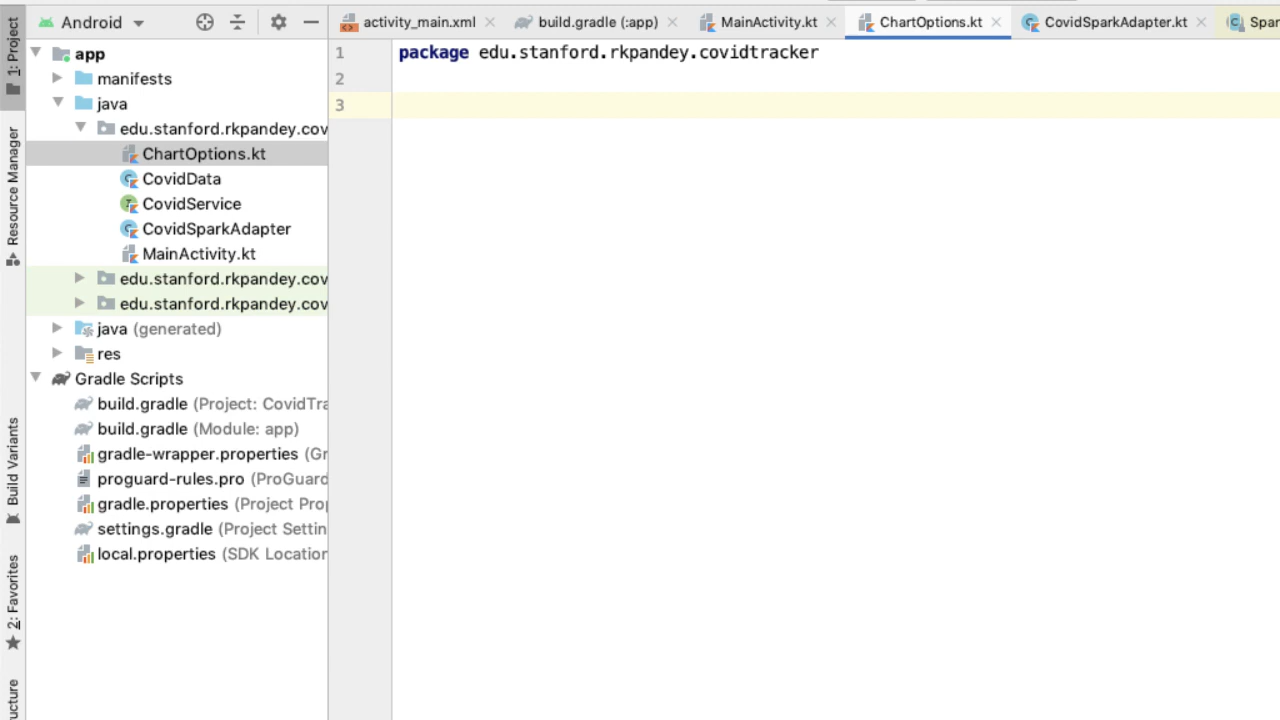 1: Project
Resource Manager
Build Variants
2: Favorites
ucture
Android
app
manifests
java
edu.stanford.rkpandey.cov
ChartOptions.kt
CovidData
CovidService
CovidSparkAdapter
MainActivity.kt
edu.stanford.rkpandey.cov
edu.stanford.rkpandey.cov
java (generated)
res
Gradle Scripts
build.gradle (Project: CovidTra
build.gradle (Module: app)
gradle-wrapper.properties (Gr
proguard-rules.pro (ProGuard
gradle.properties (Project Prop
settings.gradle (Project Settin
local.properties (SDK Location
activity_main.xml build.gradle (:app) MainActivity.kt ChartOptions.kt CovidSparkAdapter.kt Spar
1 package edu.stanford.rkpandey.covidtracker
2
3